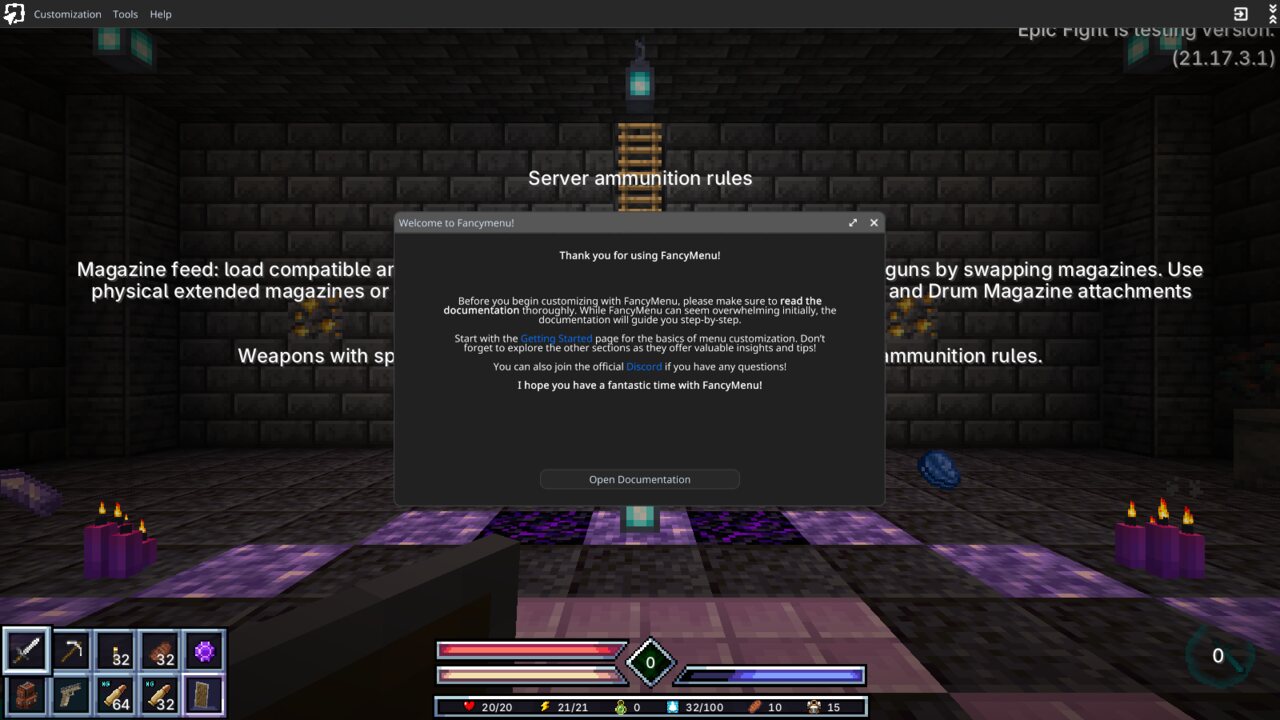 Customization Tools Help
Epic Fight is testing version.
(21.17.3.1)
Server ammunition rules
Welcome to Fancymenu!
Thank you for using FancyMenu!
Magazine feed: load compatible
guns by swapping magazines. Use
physical extended magazines or
and Drum Magazine attachments
Before you begin customizing with FancyMenu, please make sure to read the
documentation thoroughly. While FancyMenu can seem overwhelming initially, the
documentation will guide you step-by-step.
Start with the Getting Started page for the basics of menu customization. Don't
forget to explore the other sections as they offer valuable insights and tips!
Weapons with
ammunition rules.
You can also join the official Discord if you have any questions!
I hope you have a fantastic time with FancyMenu!
Open Documentation
32 32
0
0
64 32
20/20 21/21 0 32/100 10 15